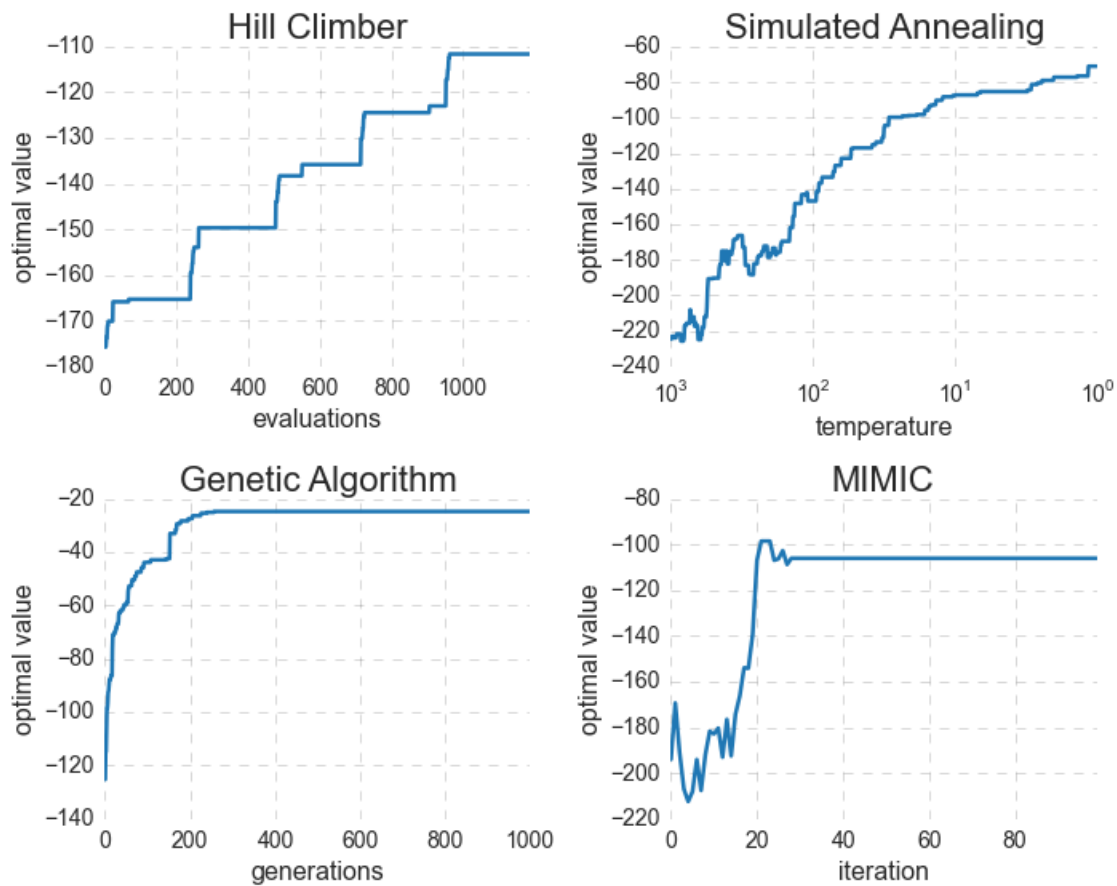 Hill Climber
optimal value
−110
−120
−130
−140
−150
−160
−170
−180
0 200 400 600 800 1000
evaluations
Simulated Annealing
optimal value
−60
−80
−100
−120
−140
−160
−180
−200
−220
−240
10³ 10² 10¹ 10⁰
temperature
Genetic Algorithm
optimal value
−20
−40
−60
−80
−100
−120
−140
0 200 400 600 800 1000
generations
MIMIC
optimal value
−80
−100
−120
−140
−160
−180
−200
−220
0 20 40 60 80
iteration